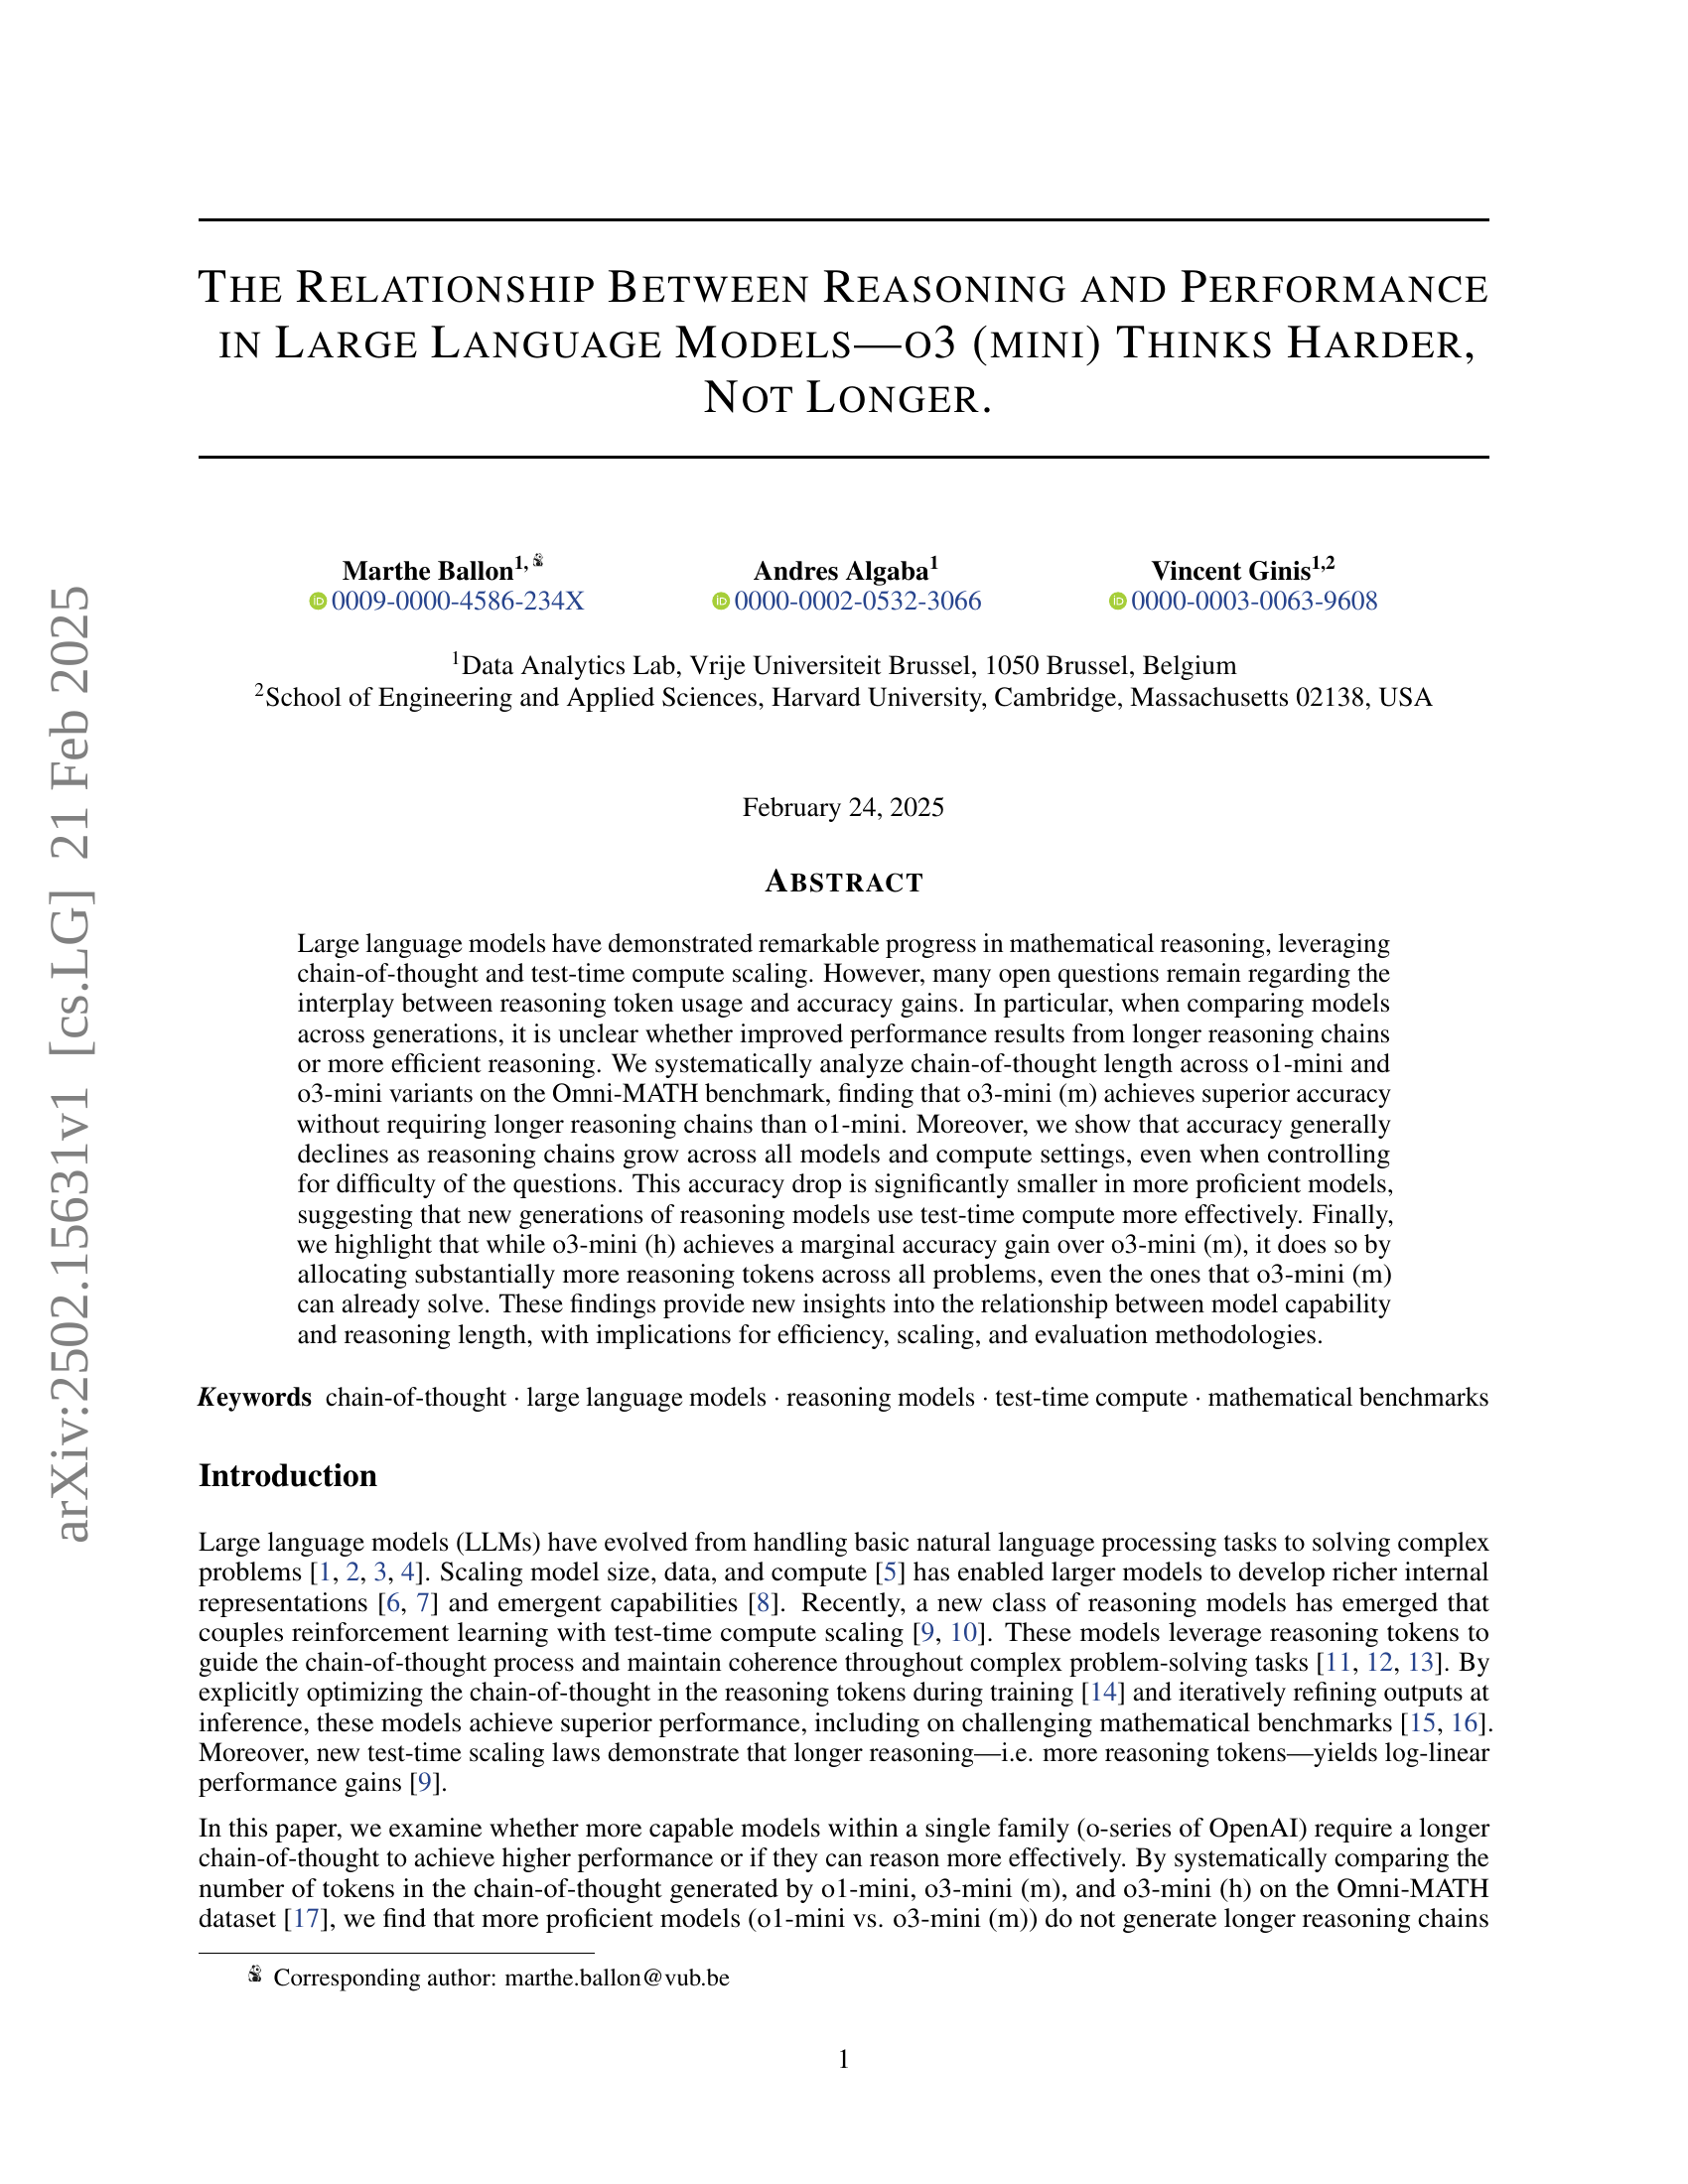 THE RELATIONSHIP BETWEEN REASONING AND PERFORMANCE
IN LARGE LANGUAGE MODELS—O3 (MINI) THINKS HARDER,
NOT LONGER.
Marthe Ballon1,
Andres Algaba1
Vincent Ginis1,2
iD 0009-0000-4586-234X
iD 0000-0002-0532-3066
iD 0000-0003-0063-9608
1Data Analytics Lab, Vrije Universiteit Brussel, 1050 Brussel, Belgium
2School of Engineering and Applied Sciences, Harvard University, Cambridge, Massachusetts 02138, USA
February 24, 2025
ABSTRACT
Large language models have demonstrated remarkable progress in mathematical reasoning, leveraging
chain-of-thought and test-time compute scaling. However, many open questions remain regarding the
interplay between reasoning token usage and accuracy gains. In particular, when comparing models
across generations, it is unclear whether improved performance results from longer reasoning chains
or more efficient reasoning. We systematically analyze chain-of-thought length across o1-mini and
o3-mini variants on the Omni-MATH benchmark, finding that o3-mini (m) achieves superior accuracy
without requiring longer reasoning chains than o1-mini. Moreover, we show that accuracy generally
declines as reasoning chains grow across all models and compute settings, even when controlling
for difficulty of the questions. This accuracy drop is significantly smaller in more proficient models,
suggesting that new generations of reasoning models use test-time compute more effectively. Finally,
we highlight that while o3-mini (h) achieves a marginal accuracy gain over o3-mini (m), it does so by
allocating substantially more reasoning tokens across all problems, even the ones that o3-mini (m)
can already solve. These findings provide new insights into the relationship between model capability
and reasoning length, with implications for efficiency, scaling, and evaluation methodologies.
Keywords chain-of-thought · large language models · reasoning models · test-time compute · mathematical benchmarks
Introduction
Large language models (LLMs) have evolved from handling basic natural language processing tasks to solving complex
problems [1, 2, 3, 4]. Scaling model size, data, and compute [5] has enabled larger models to develop richer internal
representations [6, 7] and emergent capabilities [8]. Recently, a new class of reasoning models has emerged that
couples reinforcement learning with test-time compute scaling [9, 10]. These models leverage reasoning tokens to
guide the chain-of-thought process and maintain coherence throughout complex problem-solving tasks [11, 12, 13]. By
explicitly optimizing the chain-of-thought in the reasoning tokens during training [14] and iteratively refining outputs at
inference, these models achieve superior performance, including on challenging mathematical benchmarks [15, 16].
Moreover, new test-time scaling laws demonstrate that longer reasoning—i.e. more reasoning tokens—yields log-linear
performance gains [9].
In this paper, we examine whether more capable models within a single family (o-series of OpenAI) require a longer
chain-of-thought to achieve higher performance or if they can reason more effectively. By systematically comparing the
number of tokens in the chain-of-thought generated by o1-mini, o3-mini (m), and o3-mini (h) on the Omni-MATH
dataset [17], we find that more proficient models (o1-mini vs. o3-mini (m)) do not generate longer reasoning chains
Corresponding author: marthe.ballon@vub.be
1
arXiv:2502.15631v1 [cs.LG] 21 Feb 2025